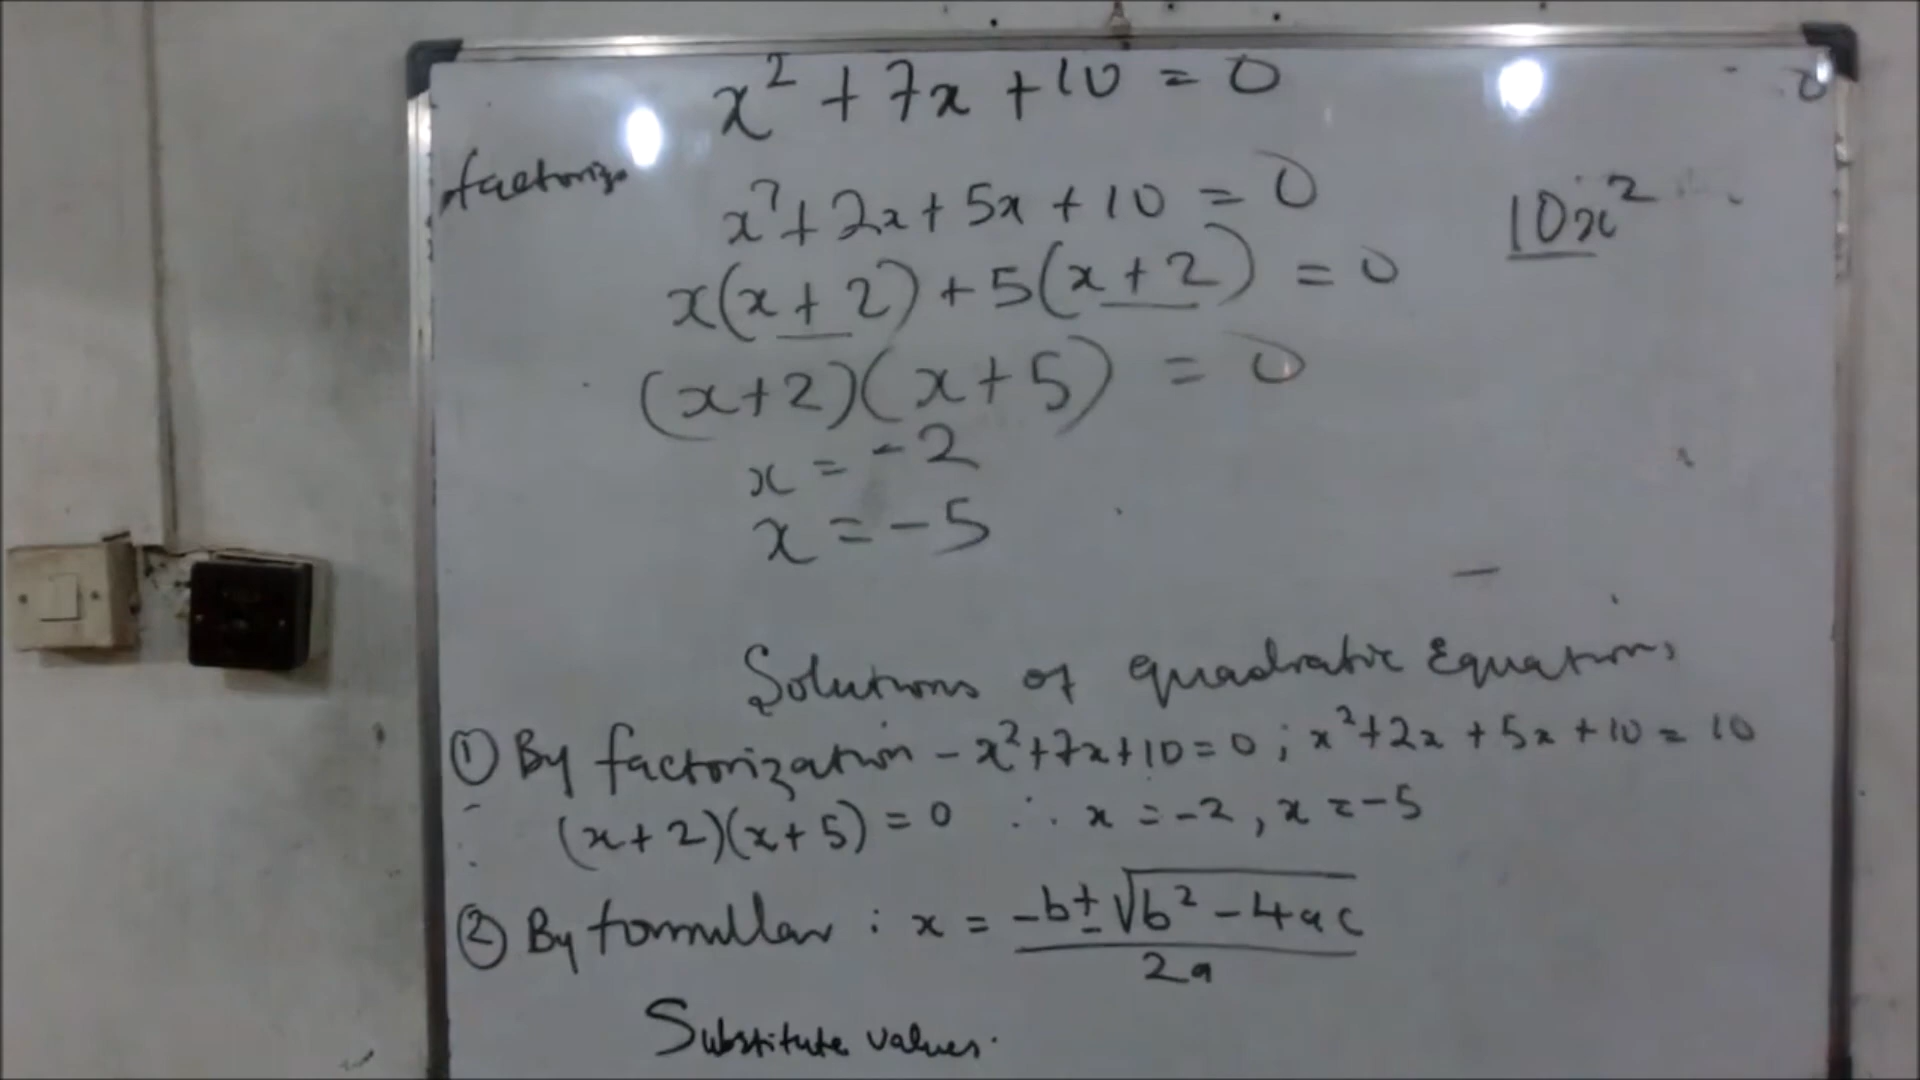 x² + 7x + 10 = 0
factorize
x² + 2x + 5x + 10 = 0
10x²
x(x + 2) + 5(x + 2) = 0
(x+2)(x+5) = 0
x = -2
x = -5
Solutions of quadratic Equations
① By factorization - x²+7x+10=0 ; x²+2x+5x+10 = 10
(x+2)(x+5) = 0 ∴ x = -2, x = -5
② By formullar : x = (-b ± √(b² - 4ac)) / 2a
Substitute values.